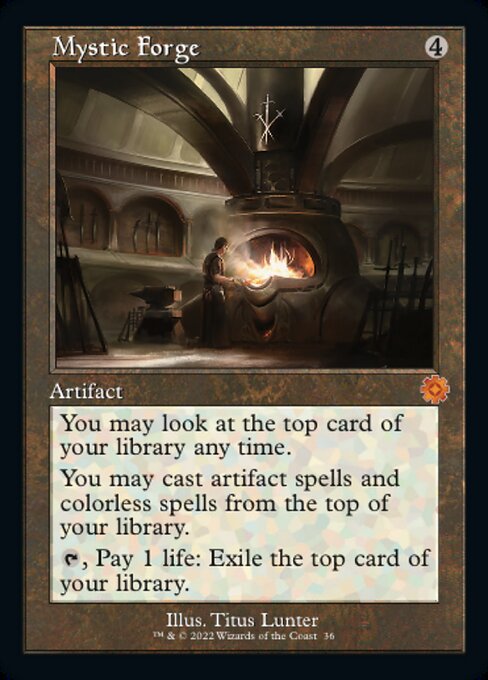 Mystic Forge 4
Artifact
You may look at the top card of
your library any time.
You may cast artifact spells and
colorless spells from the top of
your library.
, Pay 1 life: Exile the top card of
your library.
Illus. Titus Lunter
™ & © 2022 Wizards of the Coast 36